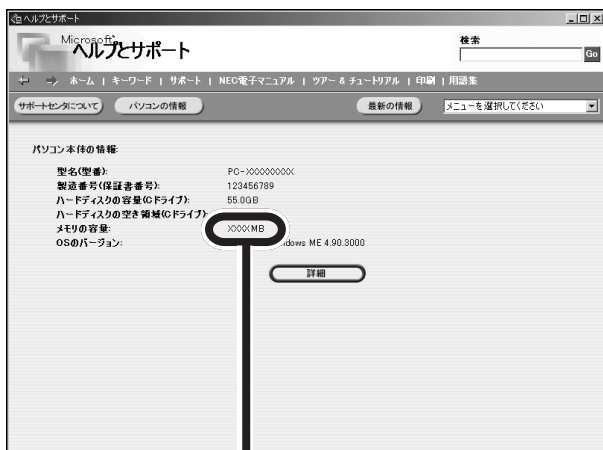 ヘルプとサポート
Microsoft
ヘルプとサポート
検索
Go
ホーム | キーワード | サポート | NEC電子マニュアル | ツアー & チュートリアル | 印刷 | 用語集
サポートセンタについて パソコンの情報 最新の情報 メニューを選択してください
パソコン本体の情報:
型名(型番): PC-XXXXXXXXX
製造番号(保証書番号): 123456789
ハードディスクの容量(Cドライブ): 55.0GB
ハードディスクの空き領域(Cドライブ):
メモリの容量: XXXXMB
OSのバージョン: ndows ME 4.90.3000
詳細